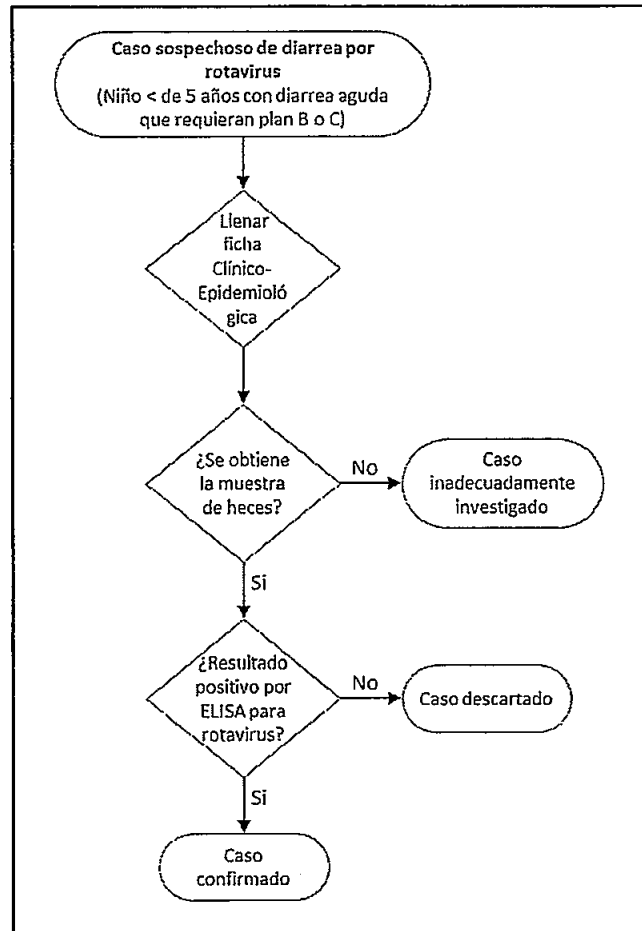 Caso sospechoso de diarrea por
rotavirus
(Niño < de 5 años con diarrea aguda
que requieran plan B o C)
Llenar
ficha
Clínico-
Epidemioló
gica
¿Se obtiene
la muestra
de heces?
No
Caso
inadecuadamente
investigado
Si
¿Resultado
positivo por
ELISA para
rotavirus?
No
Caso descartado
Si
Caso
confirmado